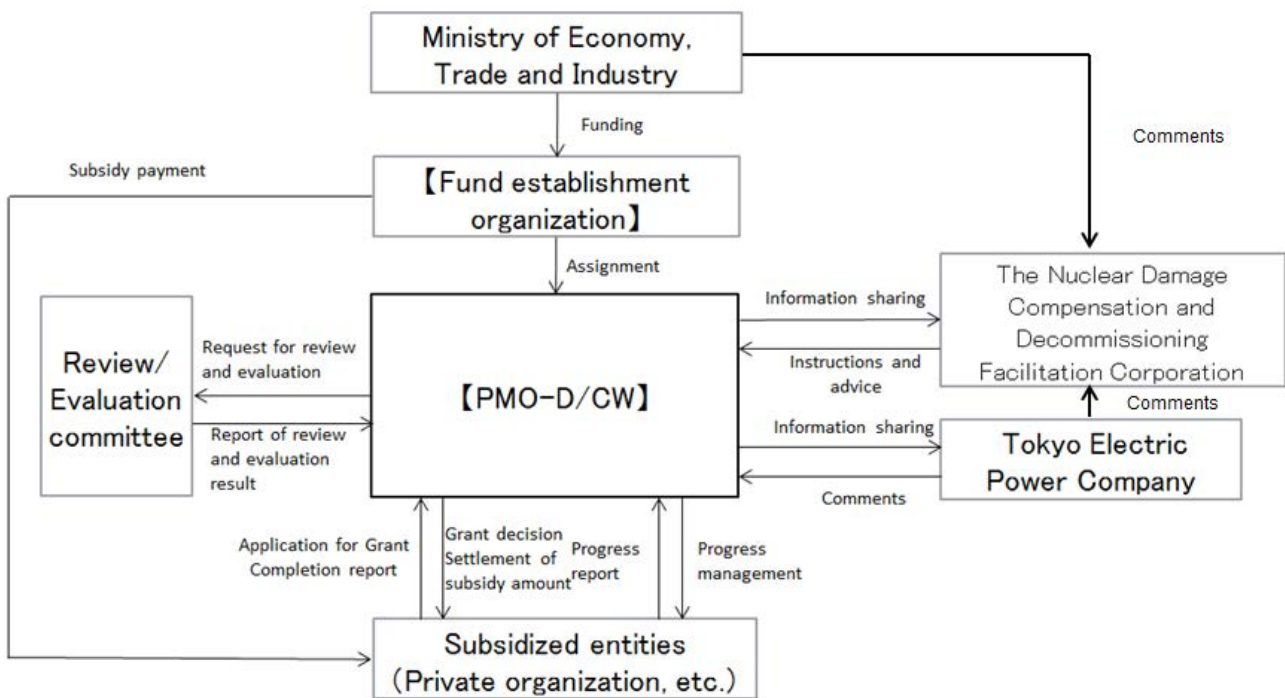 Ministry of Economy,
Trade and Industry
Funding
Comments
Subsidy payment
【Fund establishment
organization】
Assignment
The Nuclear Damage
Compensation and
Decommissioning
Facilitation Corporation
Information sharing
Instructions and
advice
Review/
Evaluation
committee
Request for review
and evaluation
Report of review
and evaluation
result
【PMO-D/CW】
Comments
Information sharing
Tokyo Electric
Power Company
Comments
Application for Grant
Completion report
Grant decision
Settlement of
subsidy amount
Progress
report
Progress
management
Subsidized entities
(Private organization, etc.)